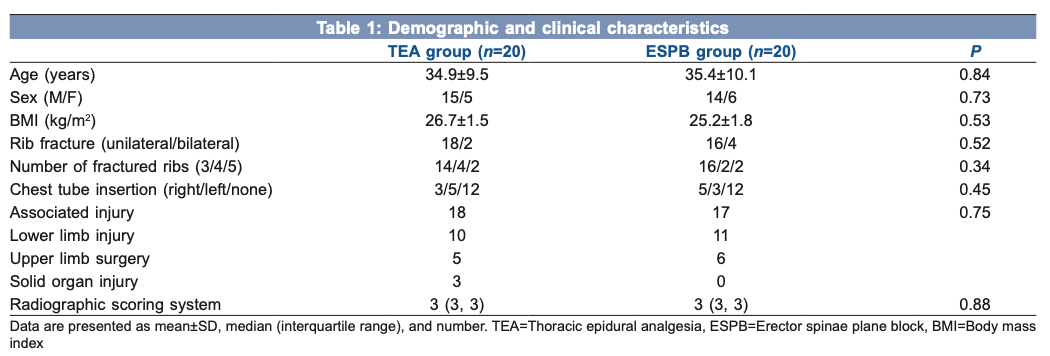 Table 1: Demographic and clinical characteristics
TEA group (n=20) ESPB group (n=20) P
Age (years) 34.9±9.5 35.4±10.1 0.84
Sex (M/F) 15/5 14/6 0.73
BMI (kg/m²) 26.7±1.5 25.2±1.8 0.53
Rib fracture (unilateral/bilateral) 18/2 16/4 0.52
Number of fractured ribs (3/4/5) 14/4/2 16/2/2 0.34
Chest tube insertion (right/left/none) 3/5/12 5/3/12 0.45
Associated injury 18 17 0.75
Lower limb injury 10 11
Upper limb surgery 5 6
Solid organ injury 3 0
Radiographic scoring system 3 (3, 3) 3 (3, 3) 0.88
Data are presented as mean±SD, median (interquartile range), and number. TEA=Thoracic epidural analgesia, ESPB=Erector spinae plane block, BMI=Body mass
index